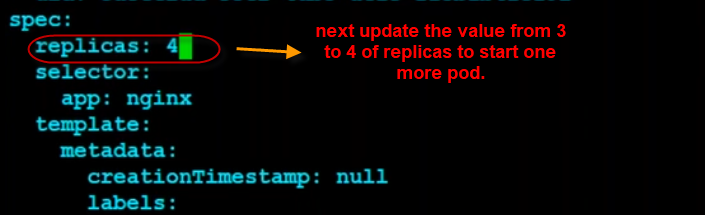 spec:
replicas: 4
next update the value from 3
to 4 of replicas to start one
more pod.
selector:
app: nginx
template:
metadata:
creationTimestamp: null
labels: